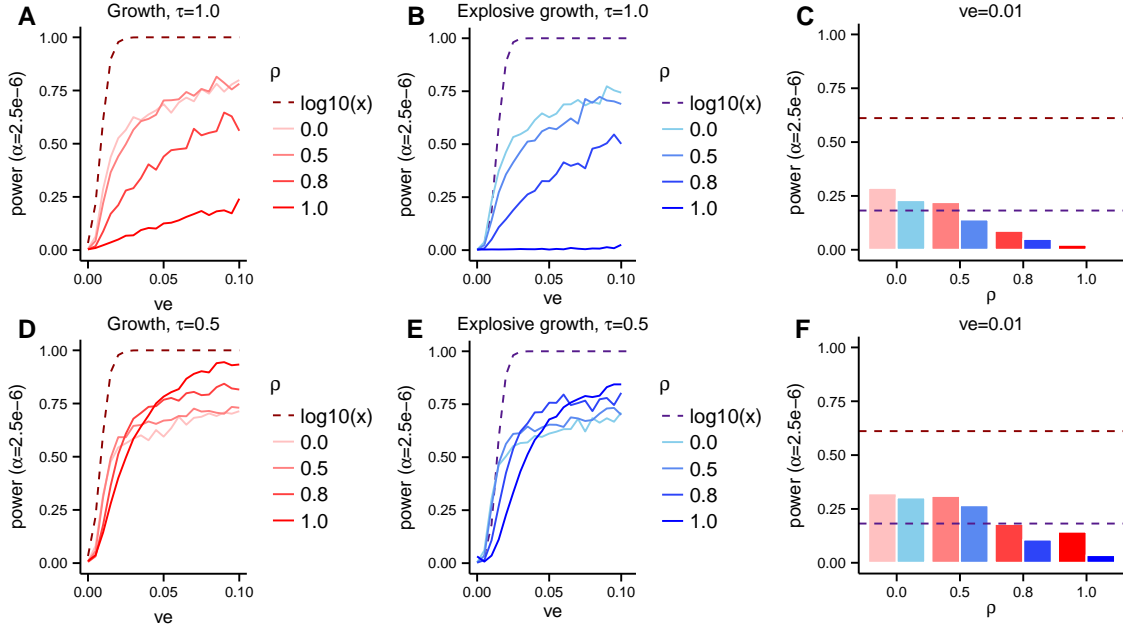 A
Growth, τ=1.0
power (α=2.5e−6)
1.00
0.75
0.50
0.25
0.00
0.00
0.05
0.10
ve
ρ
log10(x)
0.0
0.5
0.8
1.0
B
Explosive growth, τ=1.0
power (α=2.5e−6)
1.00
0.75
0.50
0.25
0.00
0.00
0.05
0.10
ve
ρ
log10(x)
0.0
0.5
0.8
1.0
C
ve=0.01
power (α=2.5e−6)
1.00
0.75
0.50
0.25
0.00
0.0
0.5
0.8
1.0
ρ
D
Growth, τ=0.5
power (α=2.5e−6)
1.00
0.75
0.50
0.25
0.00
0.00
0.05
0.10
ve
ρ
log10(x)
0.0
0.5
0.8
1.0
E
Explosive growth, τ=0.5
power (α=2.5e−6)
1.00
0.75
0.50
0.25
0.00
0.00
0.05
0.10
ve
ρ
log10(x)
0.0
0.5
0.8
1.0
F
ve=0.01
power (α=2.5e−6)
1.00
0.75
0.50
0.25
0.00
0.0
0.5
0.8
1.0
ρ